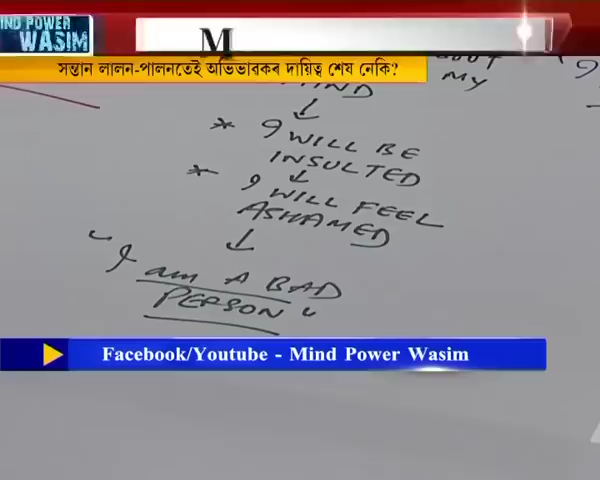 MIND POWER
WASIM
M
সন্তান লালন-পালনতেই অভিভাৱকৰ দায়িত্ব শেষ নেকি?
MIND
MY
↓
* I WILL BE
INSULTED
↓
* I WILL FEEL
ASHAMED
↓
"I am A BAD
PERSON"
Facebook/Youtube - Mind Power Wasim